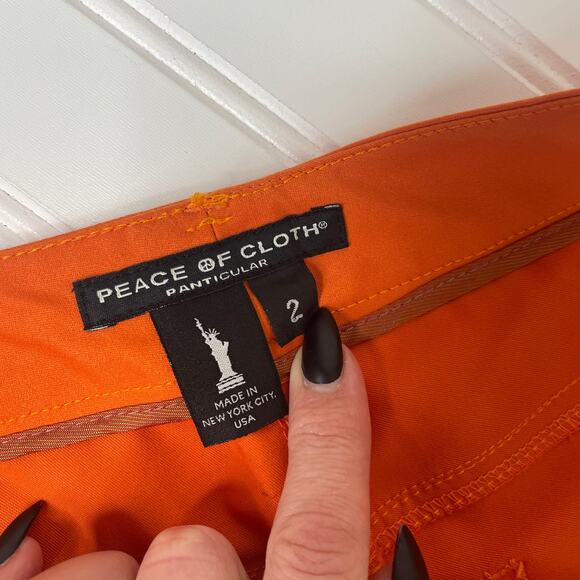 PEACE OF CLOTH®
PANTICULAR
2
MADE IN
NEW YORK CITY.
USA